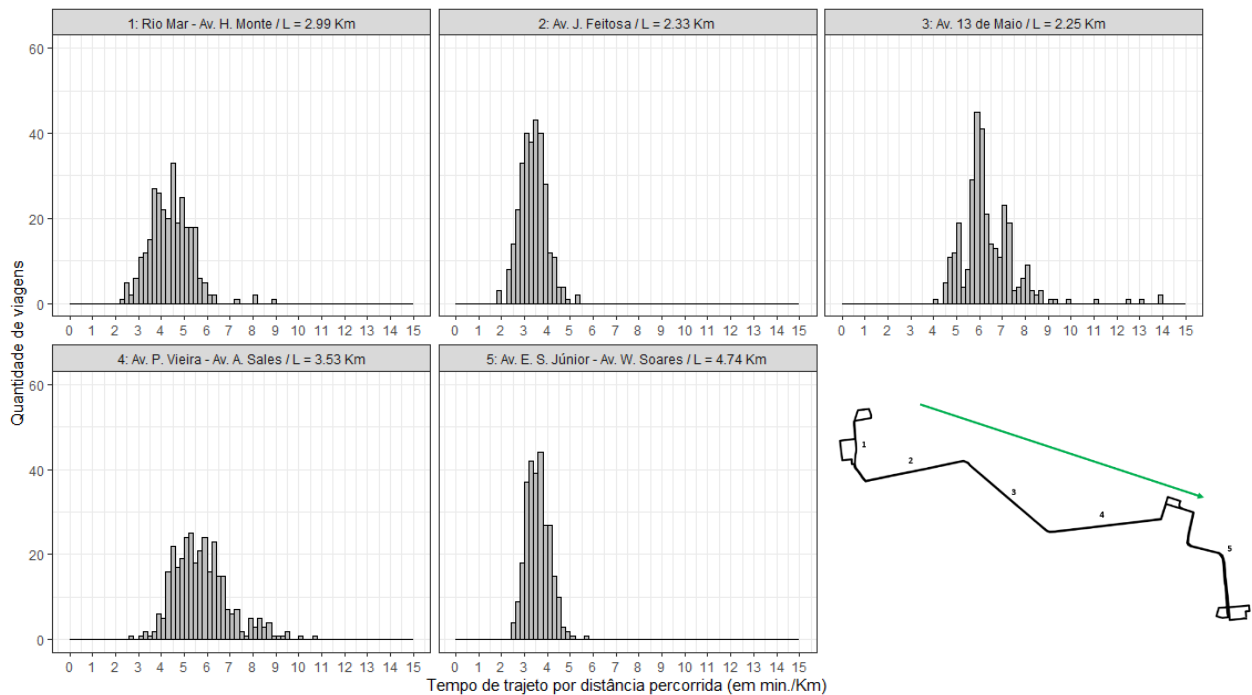 1: Rio Mar - Av. H. Monte / L = 2.99 Km
2: Av. J. Feitosa / L = 2.33 Km
3: Av. 13 de Maio / L = 2.25 Km
60
40
20
0
0 1 2 3 4 5 6 7 8 9 10 11 12 13 14 15
0 1 2 3 4 5 6 7 8 9 10 11 12 13 14 15
0 1 2 3 4 5 6 7 8 9 10 11 12 13 14 15
Quantidade de viagens
4: Av. P. Vieira - Av. A. Sales / L = 3.53 Km
5: Av. E. S. Júnior - Av. W. Soares / L = 4.74 Km
60
40
20
0
0 1 2 3 4 5 6 7 8 9 10 11 12 13 14 15
0 1 2 3 4 5 6 7 8 9 10 11 12 13 14 15
1
2
3
4
5
Tempo de trajeto por distância percorrida (em min./Km)